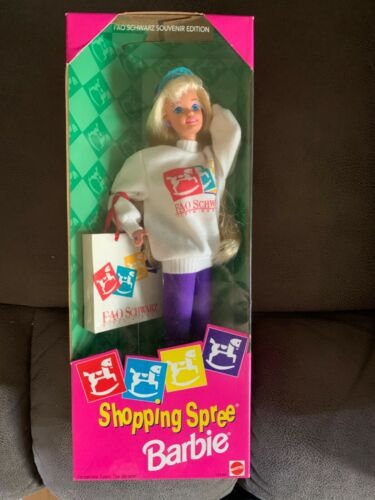 FAO SCHWARZ SOUVENIR EDITION
FAO SCHWARZ
FAO SCHWARZ
Shopping Spree®
Barbie®
MATTEL